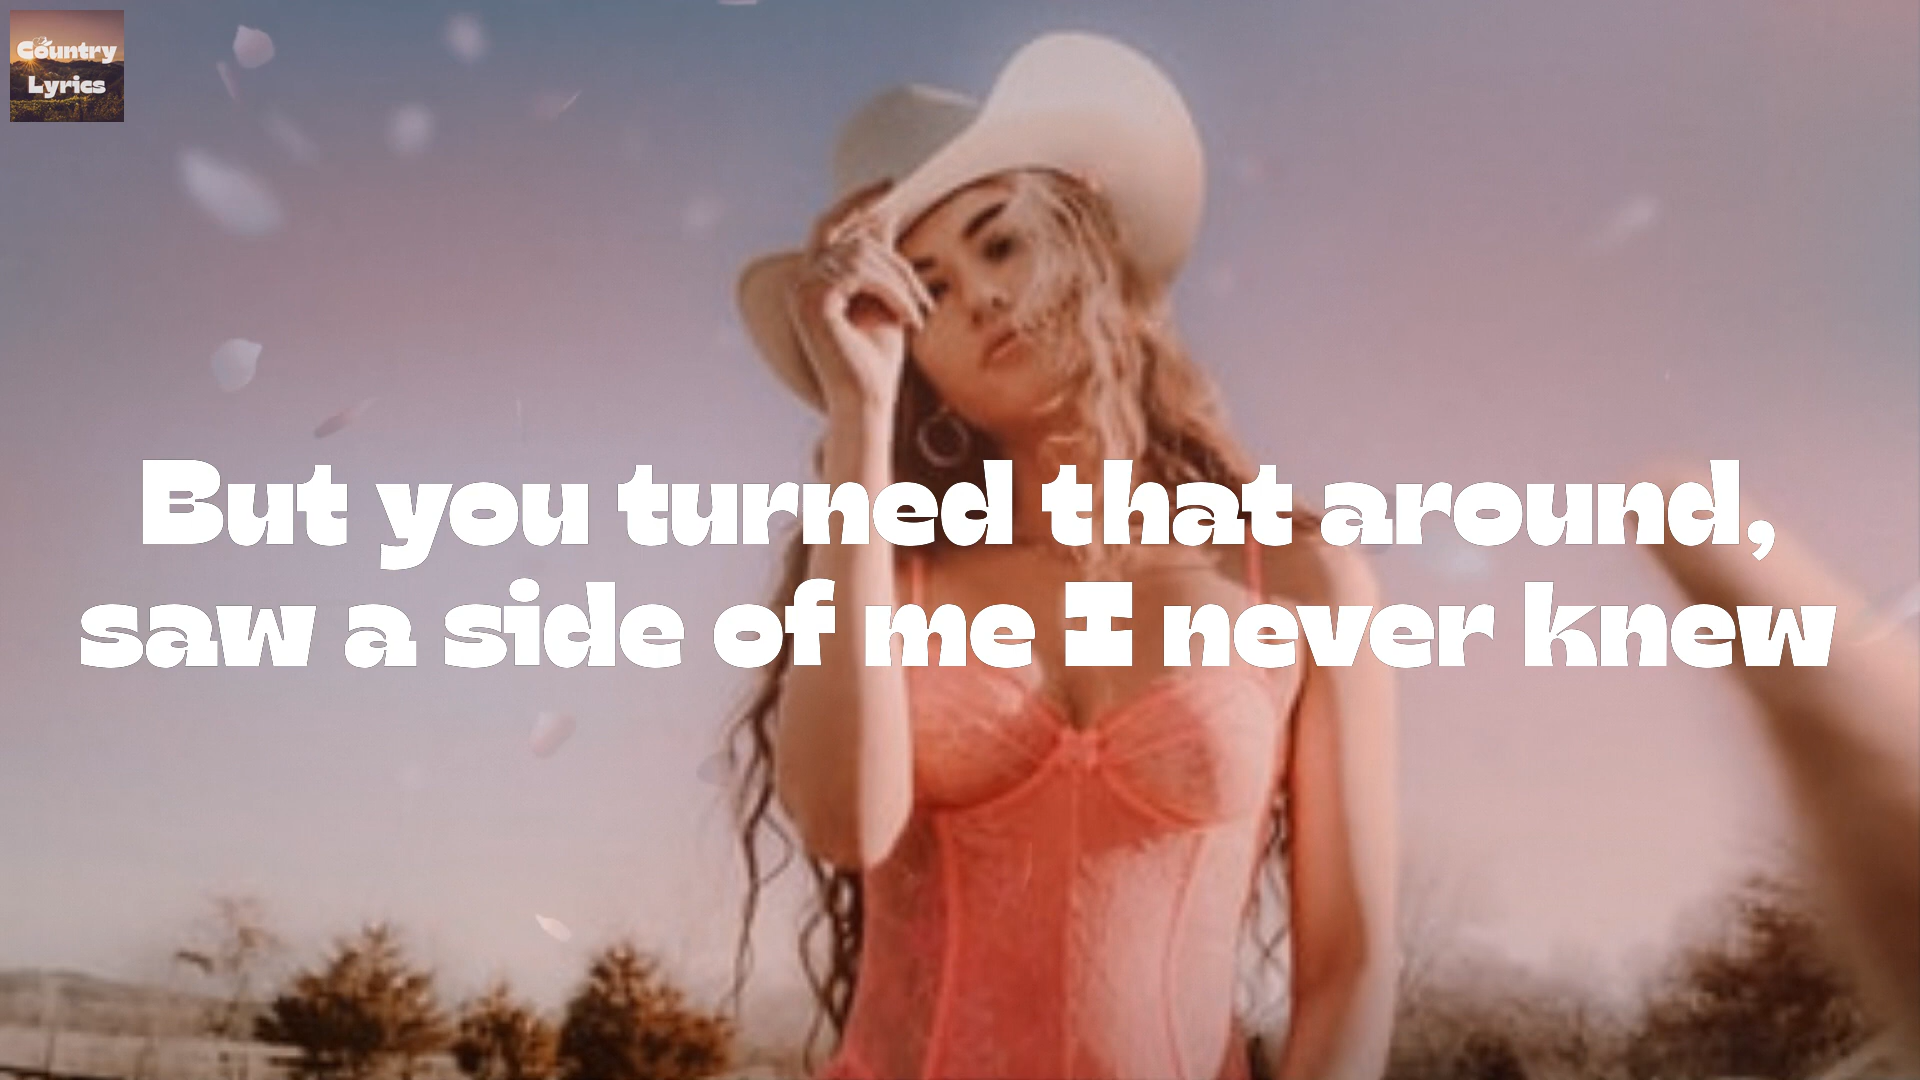 Country
Lyrics
But you turned that around,
saw a side of me I never knew